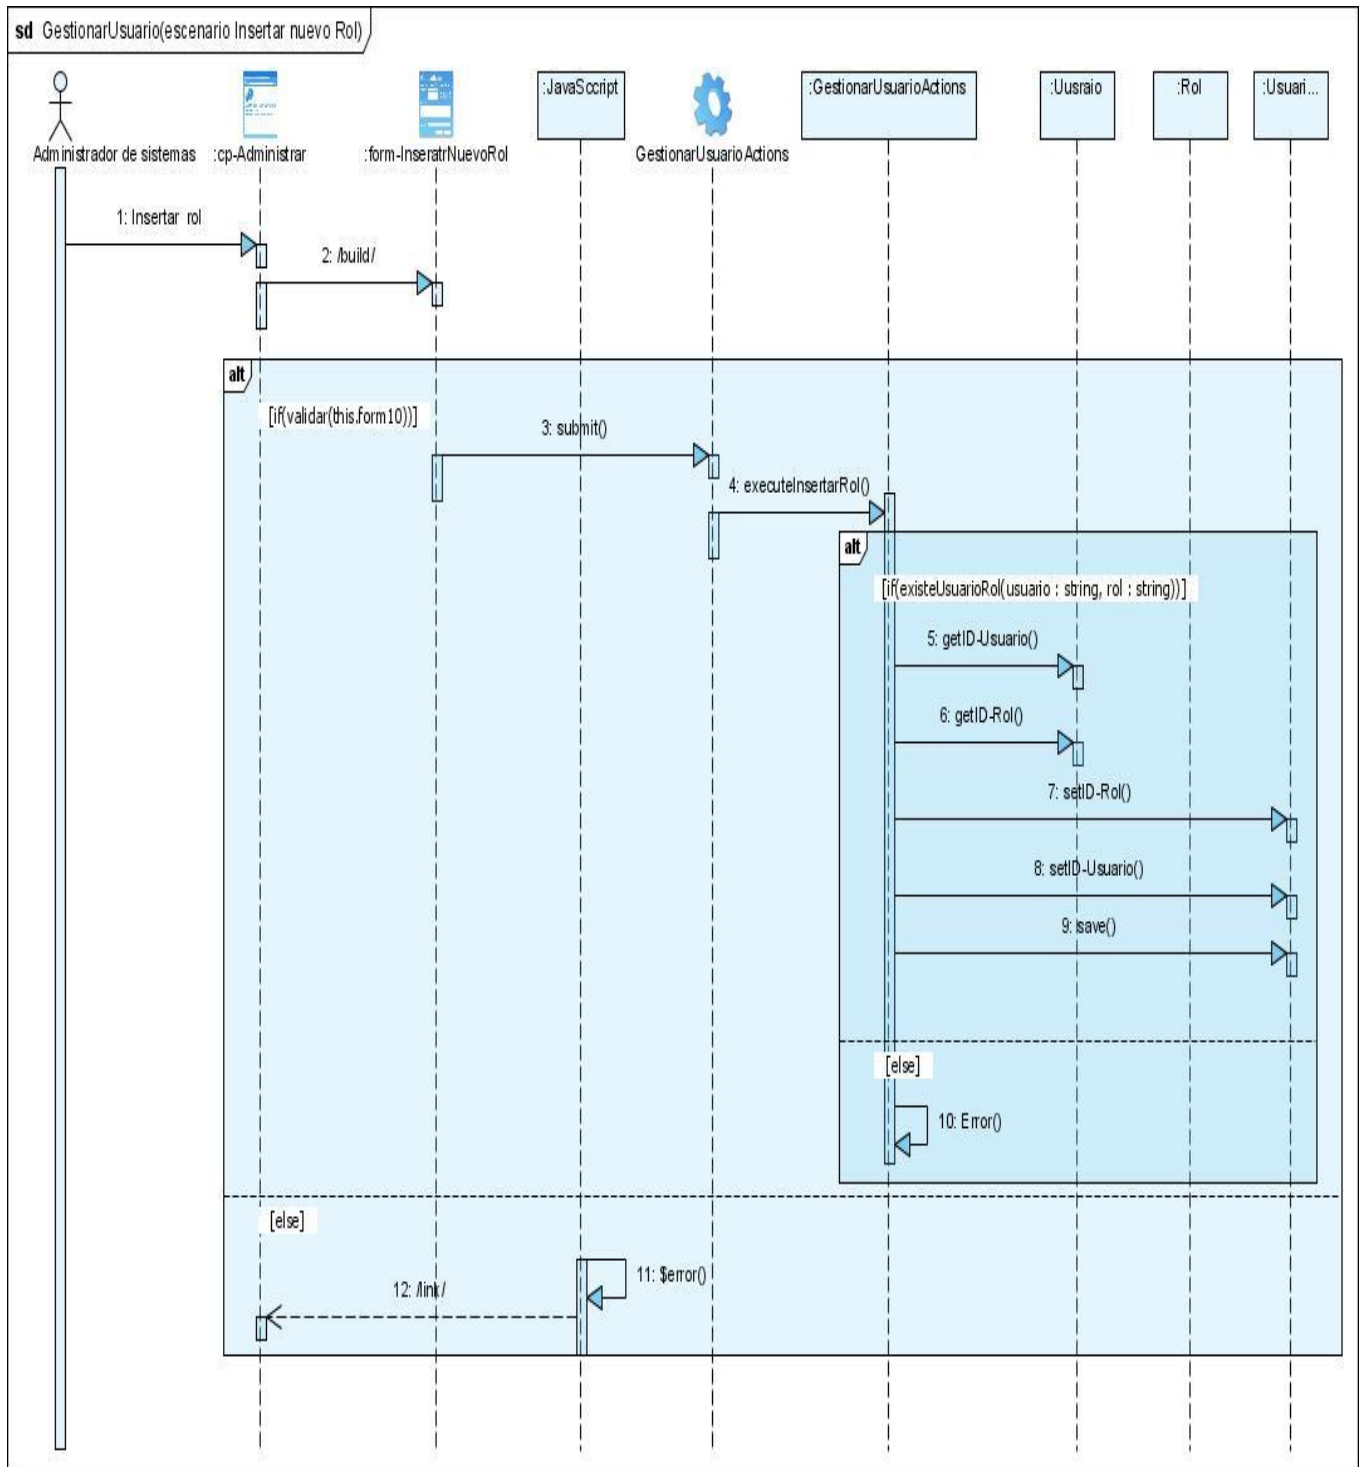 sd GestionarUsuario(escenario Insertar nuevo Rol)
:JavaSccript
:GestionarUsuarioActions
:Uusraio
:Rol
:Usuari...
Administrador de sistemas
:cp-Administrar
:form-InseratrNuevoRol
GestionarUsuarioActions
1: Insertar rol
2: /build/
alt
[if(validar(this.form10))]
3: submit()
4: executeInsertarRol()
alt
[if(existeUsuarioRol(usuario : string, rol : string))]
5: getID-Usuario()
6: getID-Rol()
7: setID-Rol()
8: setID-Usuario()
9: save()
[else]
10: Error()
[else]
11: $error()
12: /link/